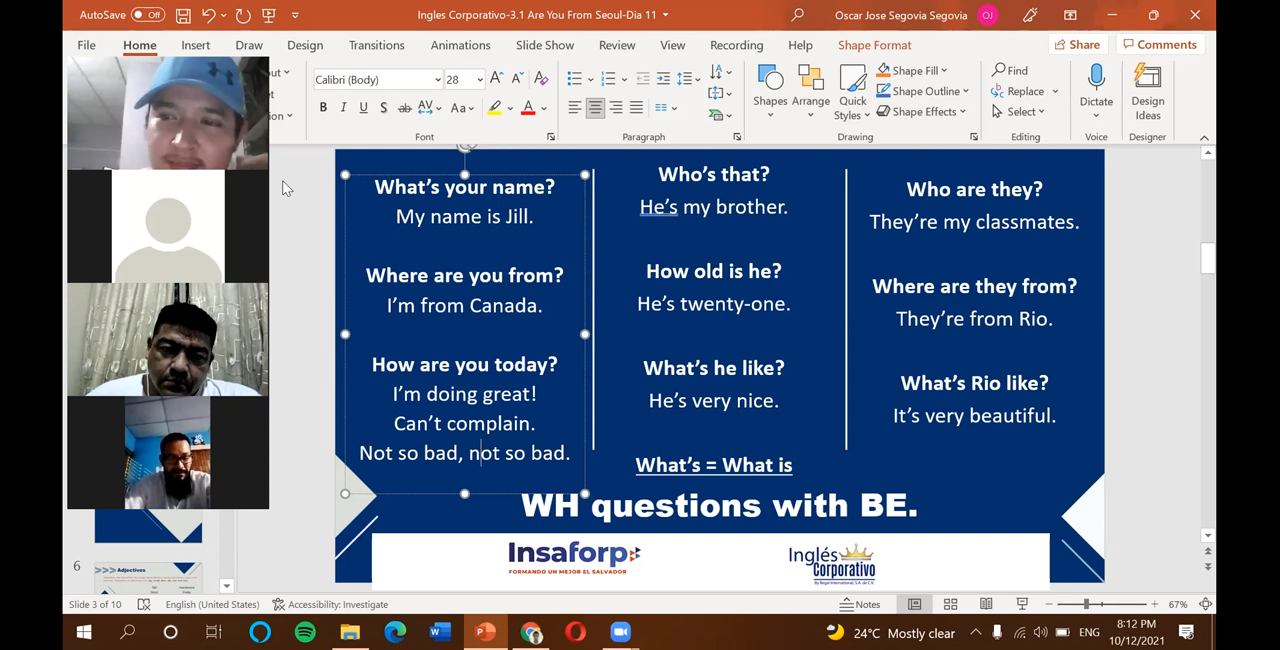 AutoSave Off
Ingles Corporativo-3.1 Are You From Seoul-Dia 11
Oscar Jose Segovia Segovia OJ
File Home Insert Draw Design Transitions Animations Slide Show Review View Recording Help Shape Format
Share Comments
Calibri (Body) 28
Font
Paragraph
Shapes
Arrange
Quick
Styles
Shape Fill
Shape Outline
Shape Effects
Drawing
Find
Replace
Select
Editing
Dictate
Voice
Design
Ideas
Designer
What's your name?
My name is Jill.
Where are you from?
I'm from Canada.
How are you today?
I'm doing great!
Can't complain.
Not so bad, not so bad.
Who's that?
He's my brother.
How old is he?
He's twenty-one.
What's he like?
He's very nice.
What's = What is
Who are they?
They're my classmates.
Where are they from?
They're from Rio.
What's Rio like?
It's very beautiful.
WH questions with BE.
Insaforp
FORMANDO UN MEJOR EL SALVADOR
Inglés
Corporativo
6
Adjectives
Slide 3 of 10
English (United States)
Accessibility: Investigate
Notes
67%
24°C Mostly clear
ENG
8:12 PM
10/12/2021